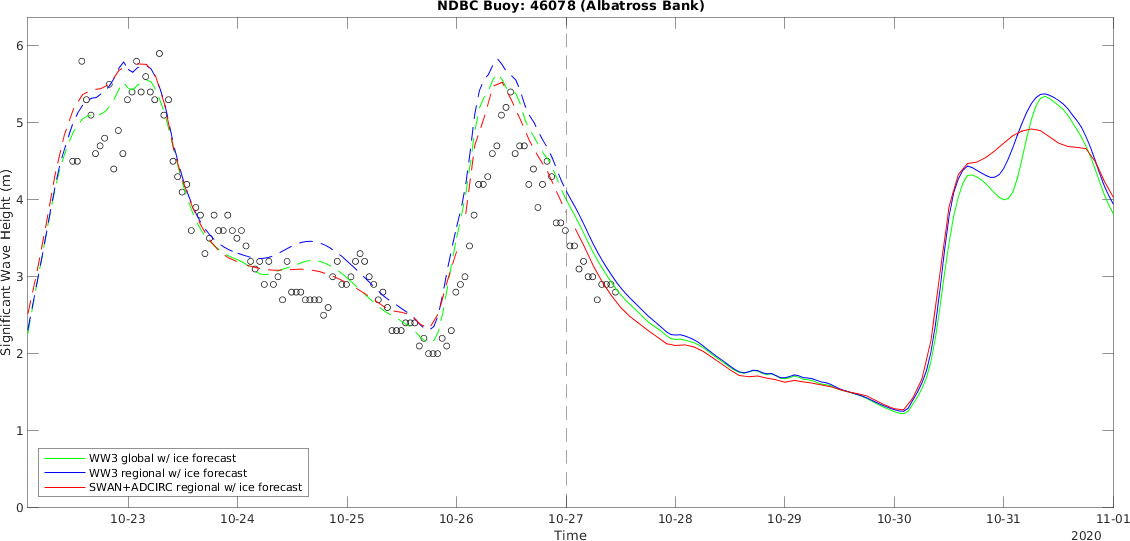 NDBC Buoy: 46078 (Albatross Bank)
Significant Wave Height (m)
6
5
4
3
2
1
0
WW3 global w/ ice forecast
WW3 regional w/ ice forecast
SWAN+ADCIRC regional w/ ice forecast
10-23 10-24 10-25 10-26 10-27 10-28 10-29 10-30 10-31 11-01
Time
2020